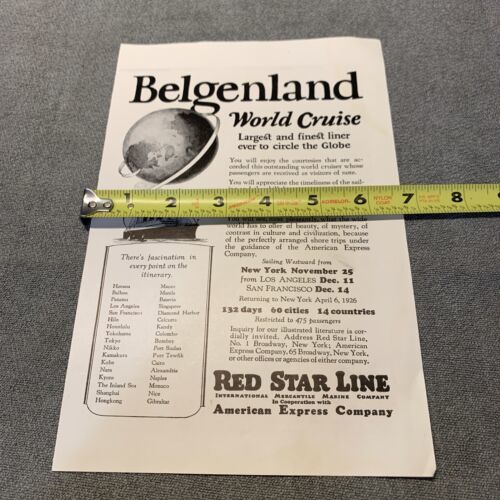 Belgenland
World Cruise
Largest and finest liner
ever to circle the Globe
You will enjoy the courtesies that are ac-
corded this outstanding world cruiser whose
passengers are received as visitors of note.
You will appreciate the timeliness of the sail-
1 2 3 4 5 6 7 8
NYLON
COATED
world has to offer of beauty, of mystery, of
contrast in culture and civilization, because
of the perfectly arranged shore trips under
the guidance of the American Express
Company.
Sailing Westward from
New York November 25
from LOS ANGELES Dec. 11
SAN FRANCISCO Dec. 14
Returning to New York April 6, 1926
132 days 60 cities 14 countries
Restricted to 475 passengers
Inquiry for our illustrated literature is cor-
dially invited. Address Red Star Line,
No. 1 Broadway, New York; American
Express Company, 65 Broadway, New York,
or other offices or agencies of either company.
There's fascination in
every point on the
itinerary.
Havana
Balboa
Panama
Los Angeles
San Francisco
Hilo
Honolulu
Yokohama
Tokyo
Nikko
Kamakura
Kobe
Nara
Kyoto
The Inland Sea
Shanghai
Hongkong
Macao
Manila
Batavia
Singapore
Diamond Harbor
Calcutta
Kandy
Colombo
Bombay
Port Sudan
Port Tewfik
Cairo
Alexandria
Naples
Monaco
Nice
Gibraltar
RED STAR LINE
INTERNATIONAL MERCANTILE MARINE COMPANY
In Cooperation with
American Express Company